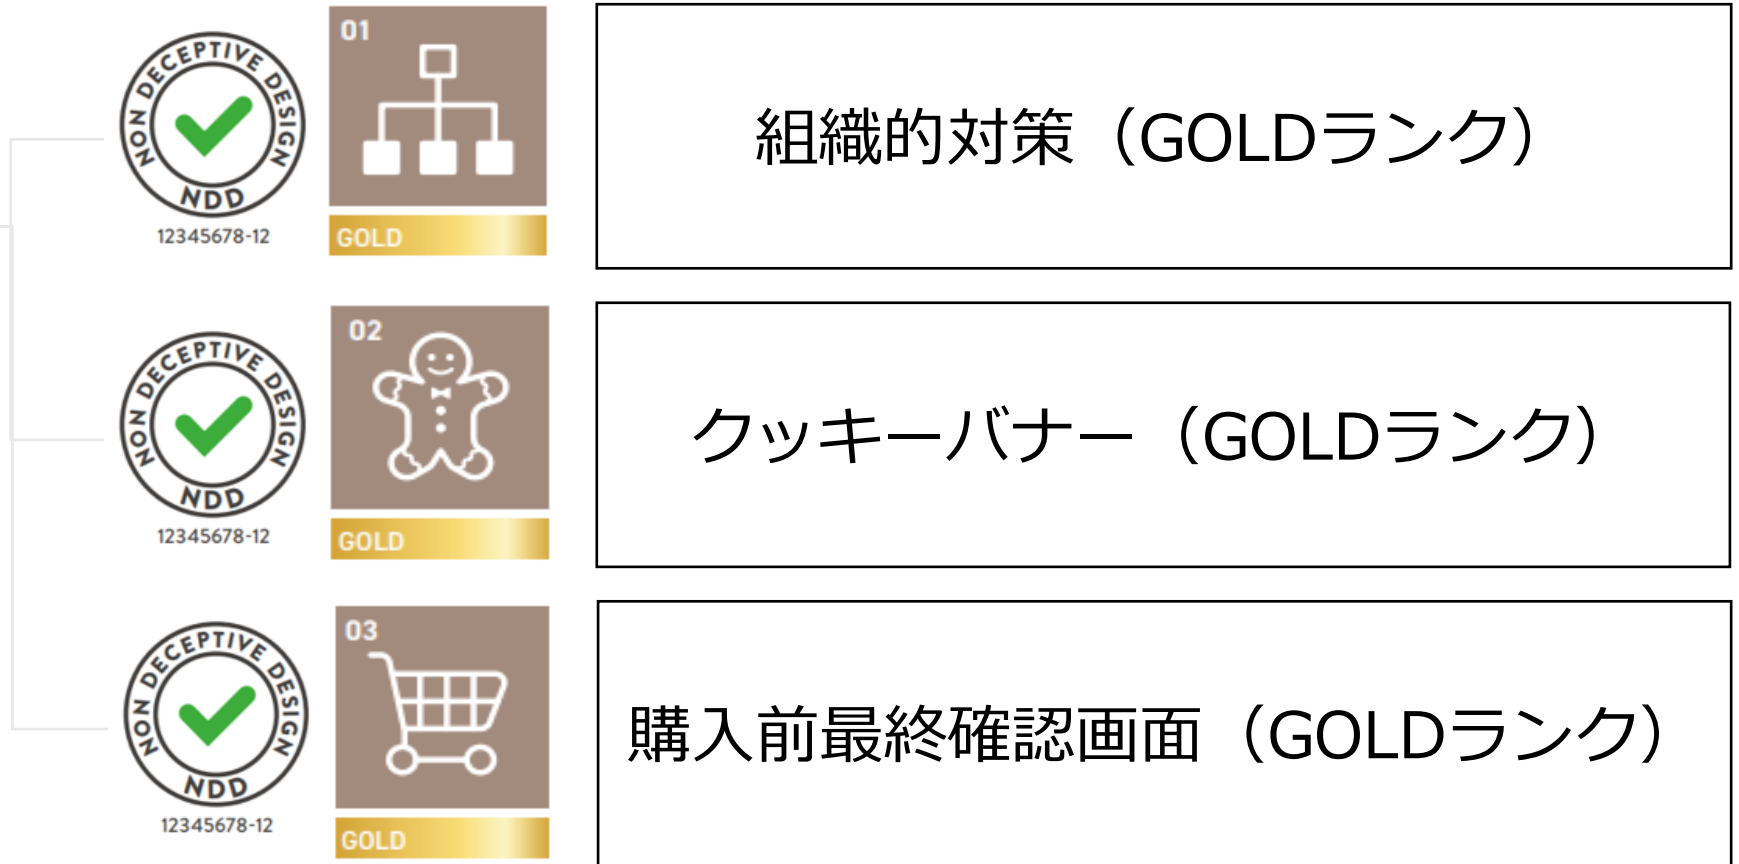 NON DECEPTIVE DESIGN
NDD
12345678-12
01
GOLD
組織的対策（GOLDランク）
NON DECEPTIVE DESIGN
NDD
12345678-12
02
GOLD
クッキーバナー（GOLDランク）
NON DECEPTIVE DESIGN
NDD
12345678-12
03
GOLD
購入前最終確認画面（GOLDランク）